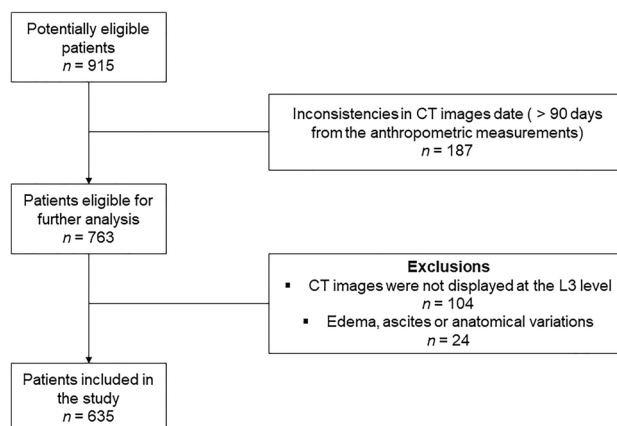 Potentially eligible
patients
n = 915
Inconsistencies in CT images date ( > 90 days
from the anthropometric measurements)
n = 187
Patients eligible for
further analysis
n = 763
Exclusions
▪ CT images were not displayed at the L3 level
n = 104
▪ Edema, ascites or anatomical variations
n = 24
Patients included in
the study
n = 635